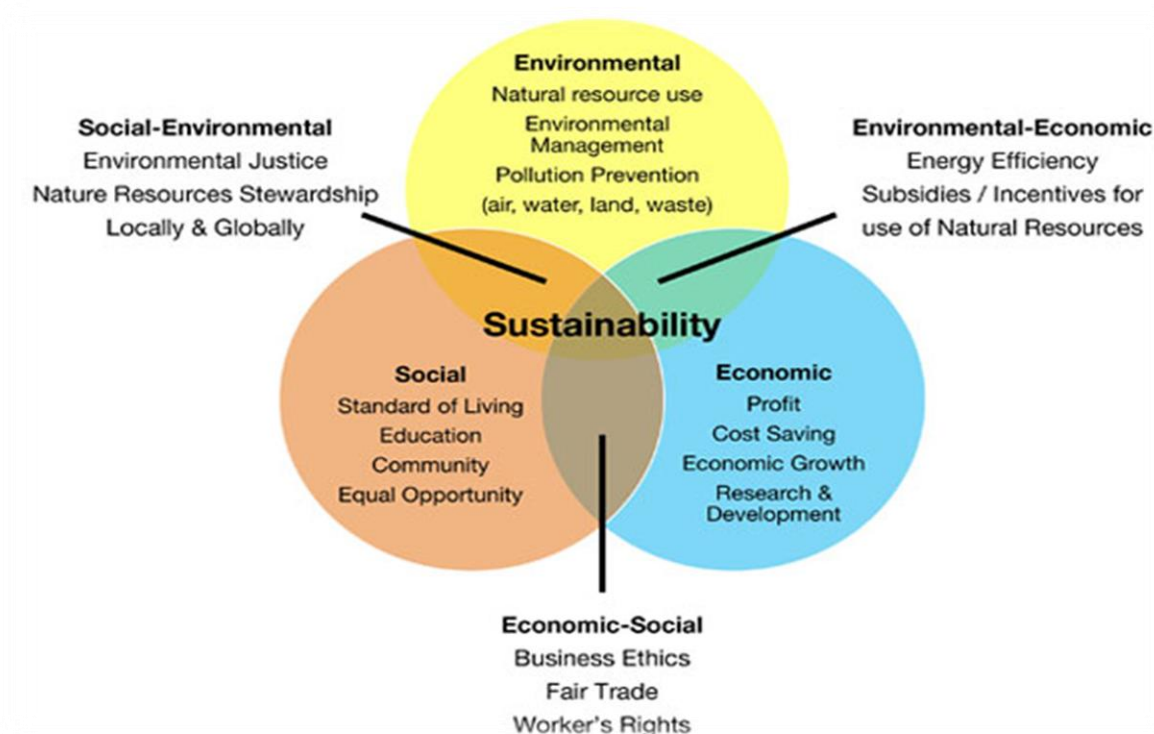 Environmental
Natural resource use
Environmental
Management
Pollution Prevention
(air, water, land, waste)
Social-Environmental
Environmental Justice
Nature Resources Stewardship
Locally & Globally
Environmental-Economic
Energy Efficiency
Subsidies / Incentives for
use of Natural Resources
Sustainability
Social
Standard of Living
Education
Community
Equal Opportunity
Economic
Profit
Cost Saving
Economic Growth
Research &
Development
Economic-Social
Business Ethics
Fair Trade
Worker's Rights